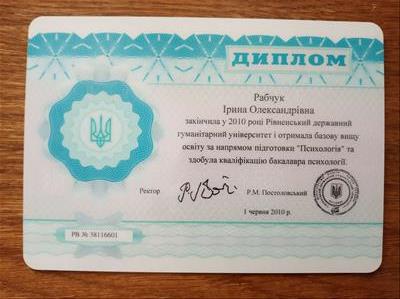 ДИПЛОМ
Рабчук
Ірина Олександрівна
закінчила у 2010 році Рівненський державний
гуманітарний університет і отримала базову вищу
освіту за напрямом підготовки "Психологія" та
здобула кваліфікацію бакалавра психології.
Ректор Р.М. Постоловський
1 червня 2010 р.
РВ № 38116601